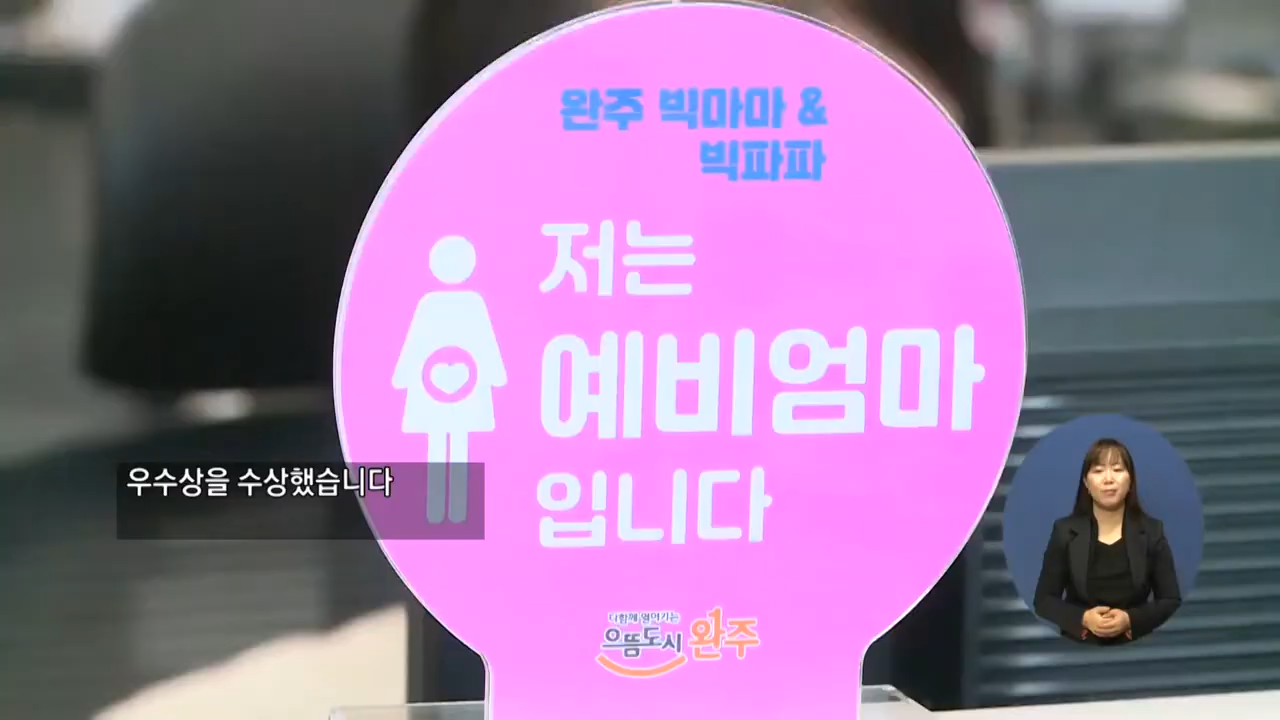 완주 빅마마 &
빅파파
저는
예비엄마
입니다
우수상을 수상했습니다
다함께 열어가는
으뜸도시 완주